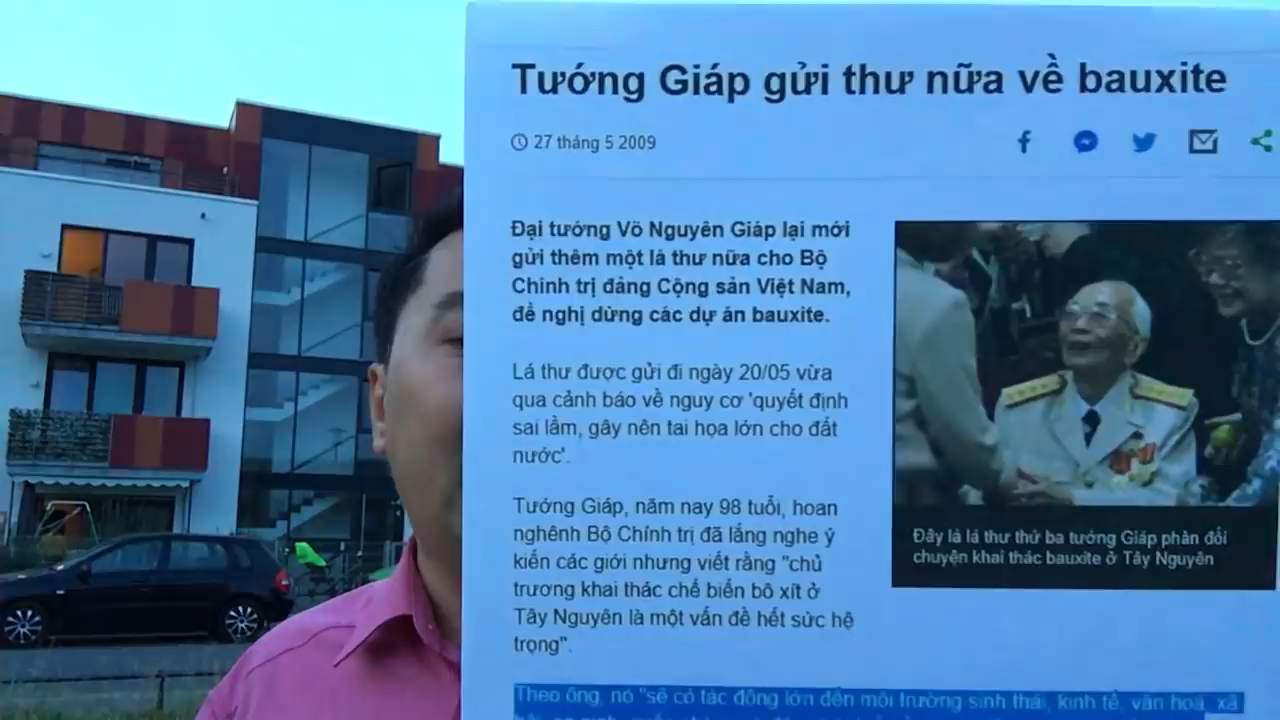 Tướng Giáp gửi thư nữa về bauxite
27 tháng 5 2009
Đại tướng Võ Nguyên Giáp lại mới
gửi thêm một lá thư nữa cho Bộ
Chính trị đảng Cộng sản Việt Nam,
đề nghị dừng các dự án bauxite.
Lá thư được gửi đi ngày 20/05 vừa
qua cảnh báo về nguy cơ 'quyết định
sai lầm, gây nên tai họa lớn cho đất
nước'.
Tướng Giáp, năm nay 98 tuổi, hoan
nghênh Bộ Chính trị đã lắng nghe ý
kiến các giới nhưng viết rằng "chủ
trương khai thác chế biến bô xít ở
Tây Nguyên là một vấn đề hết sức hệ
trọng".
Đây là lá thư thứ ba tướng Giáp phản đối
chuyện khai thác bauxite ở Tây Nguyên
Theo ông, nó "sẽ có tác động lớn đến môi trường sinh thái, kinh tế, văn hoá, xã